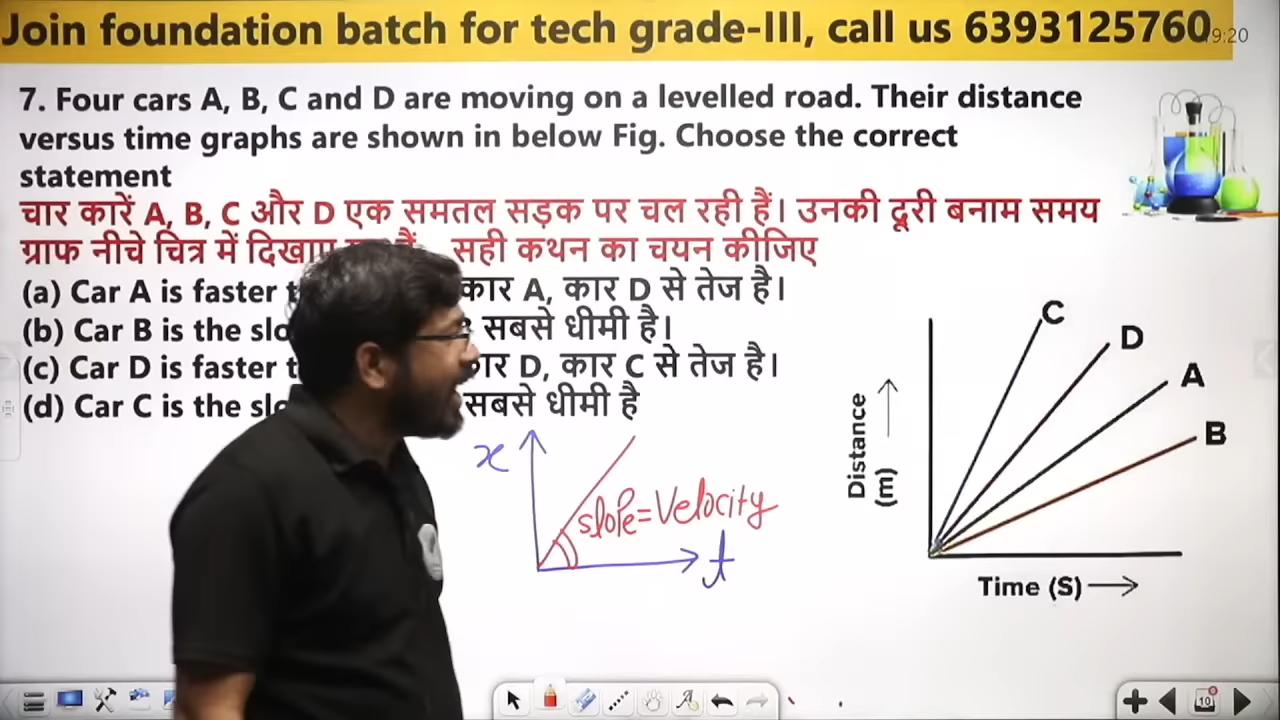 Join foundation batch for tech grade-III, call us 6393125760
9:20
7. Four cars A, B, C and D are moving on a levelled road. Their distance
versus time graphs are shown in below Fig. Choose the correct
statement
चार कारें A, B, C और D एक समतल सड़क पर चल रही हैं। उनकी दूरी बनाम समय
ग्राफ नीचे चित्र में सही कथन का चयन कीजिए
(a) Car A is faster कार A, कार D से तेज है।
(b) Car B is the सबसे धीमी है।
(c) Car D is faster D, कार C से तेज है।
(d) Car C is the सबसे धीमी है
x
slope=Velocity
t
C
D
A
B
Distance
(m)
Time (S)
10